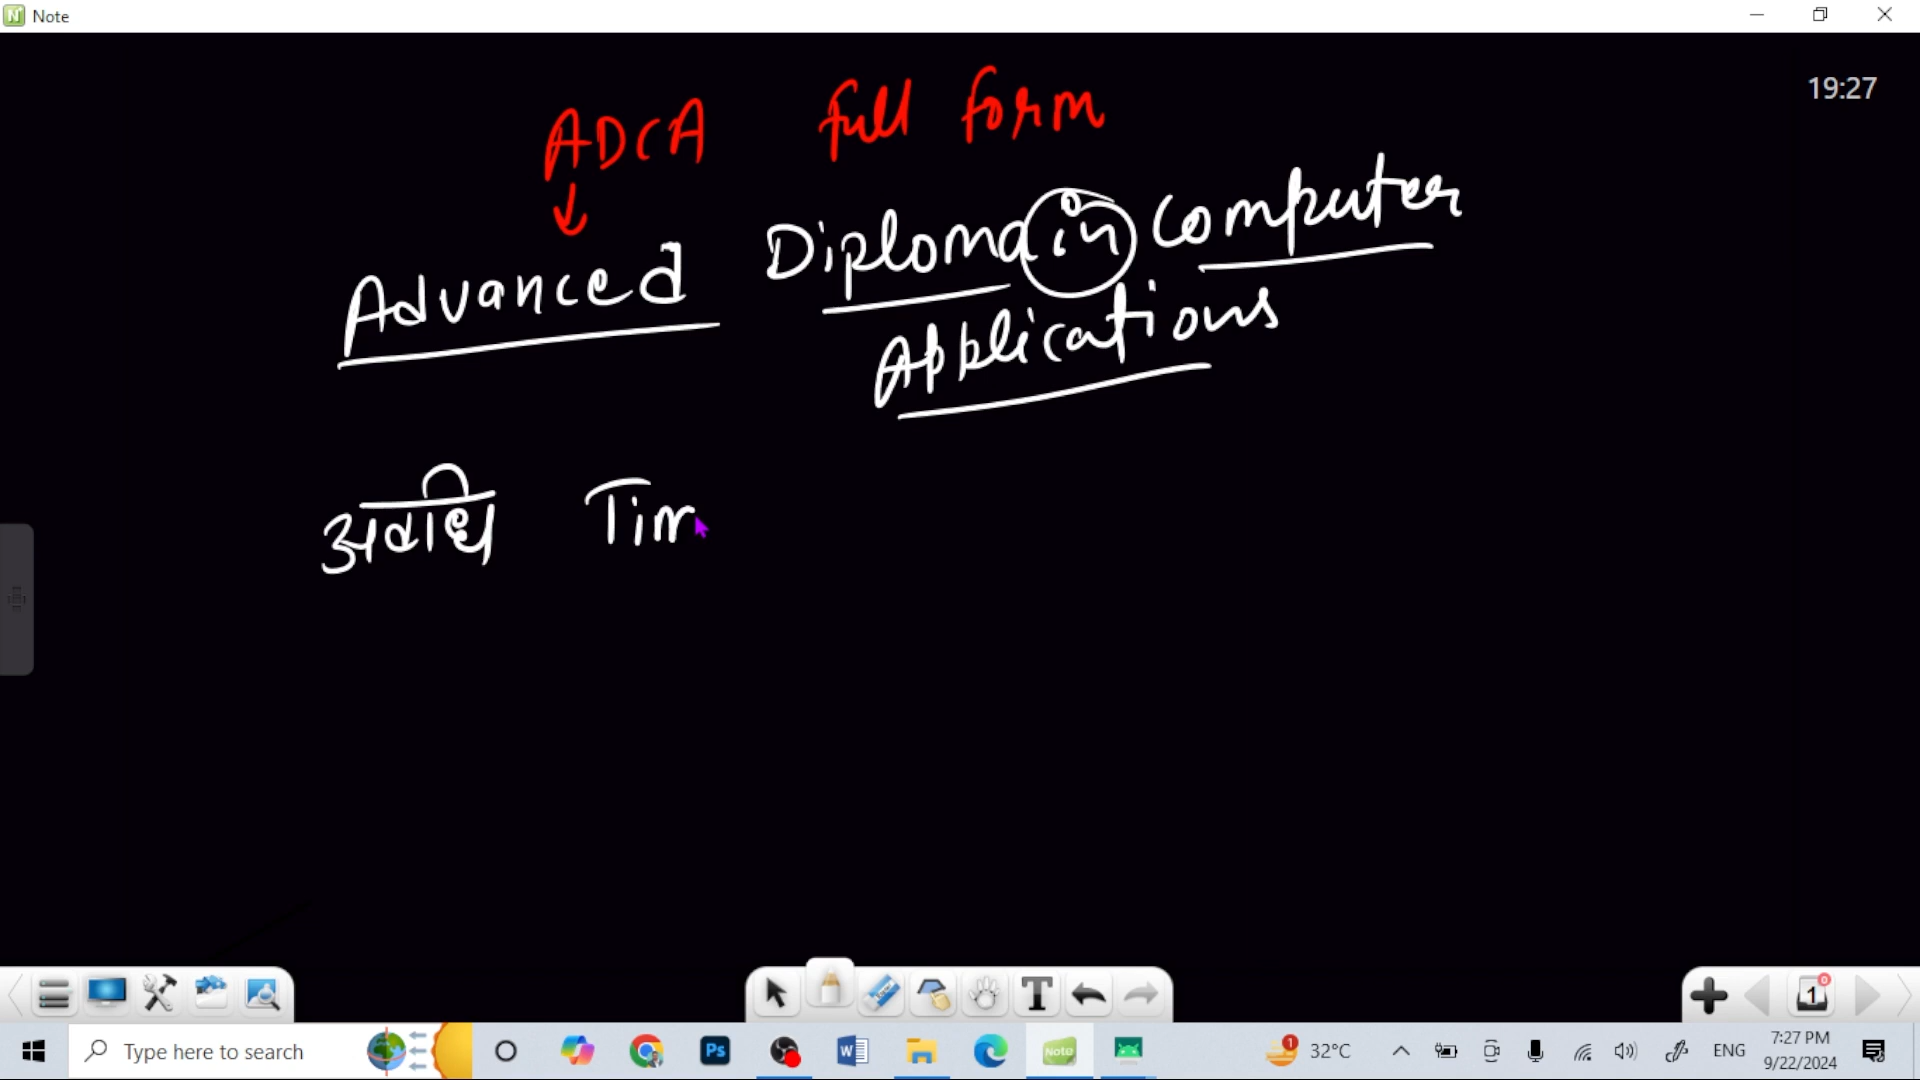 Note
19:27
ADCA full form
Advanced Diploma in Computer
Applications
अवधि Tim
Type here to search
32°C
ENG
7:27 PM
9/22/2024